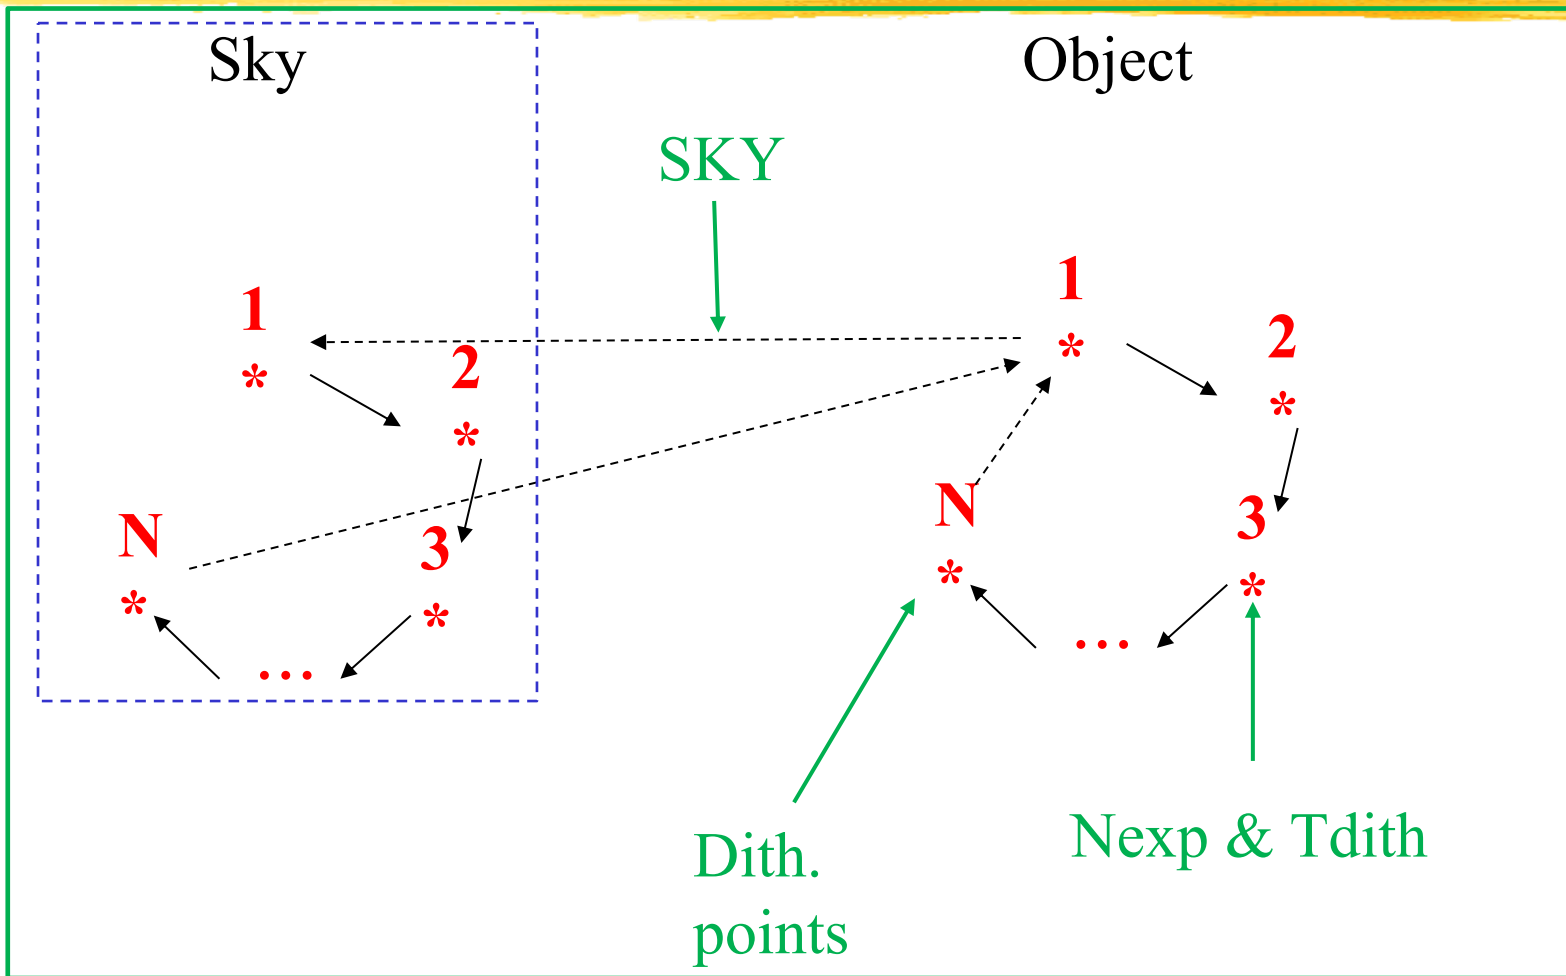 Sky
Object
SKY
1
*
2
*
3
*
...
N
*
1
*
2
*
3
*
...
N
*
Dith.
points
Nexp & Tdith